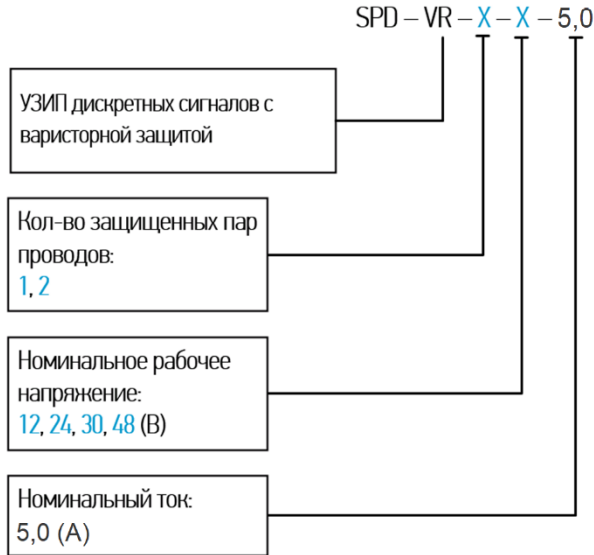 SPD – VR – X – X – 5,0
УЗИП дискретных сигналов с
варисторной защитой
Кол-во защищенных пар
проводов:
1, 2
Номинальное рабочее
напряжение:
12, 24, 30, 48 (В)
Номинальный ток:
5,0 (А)